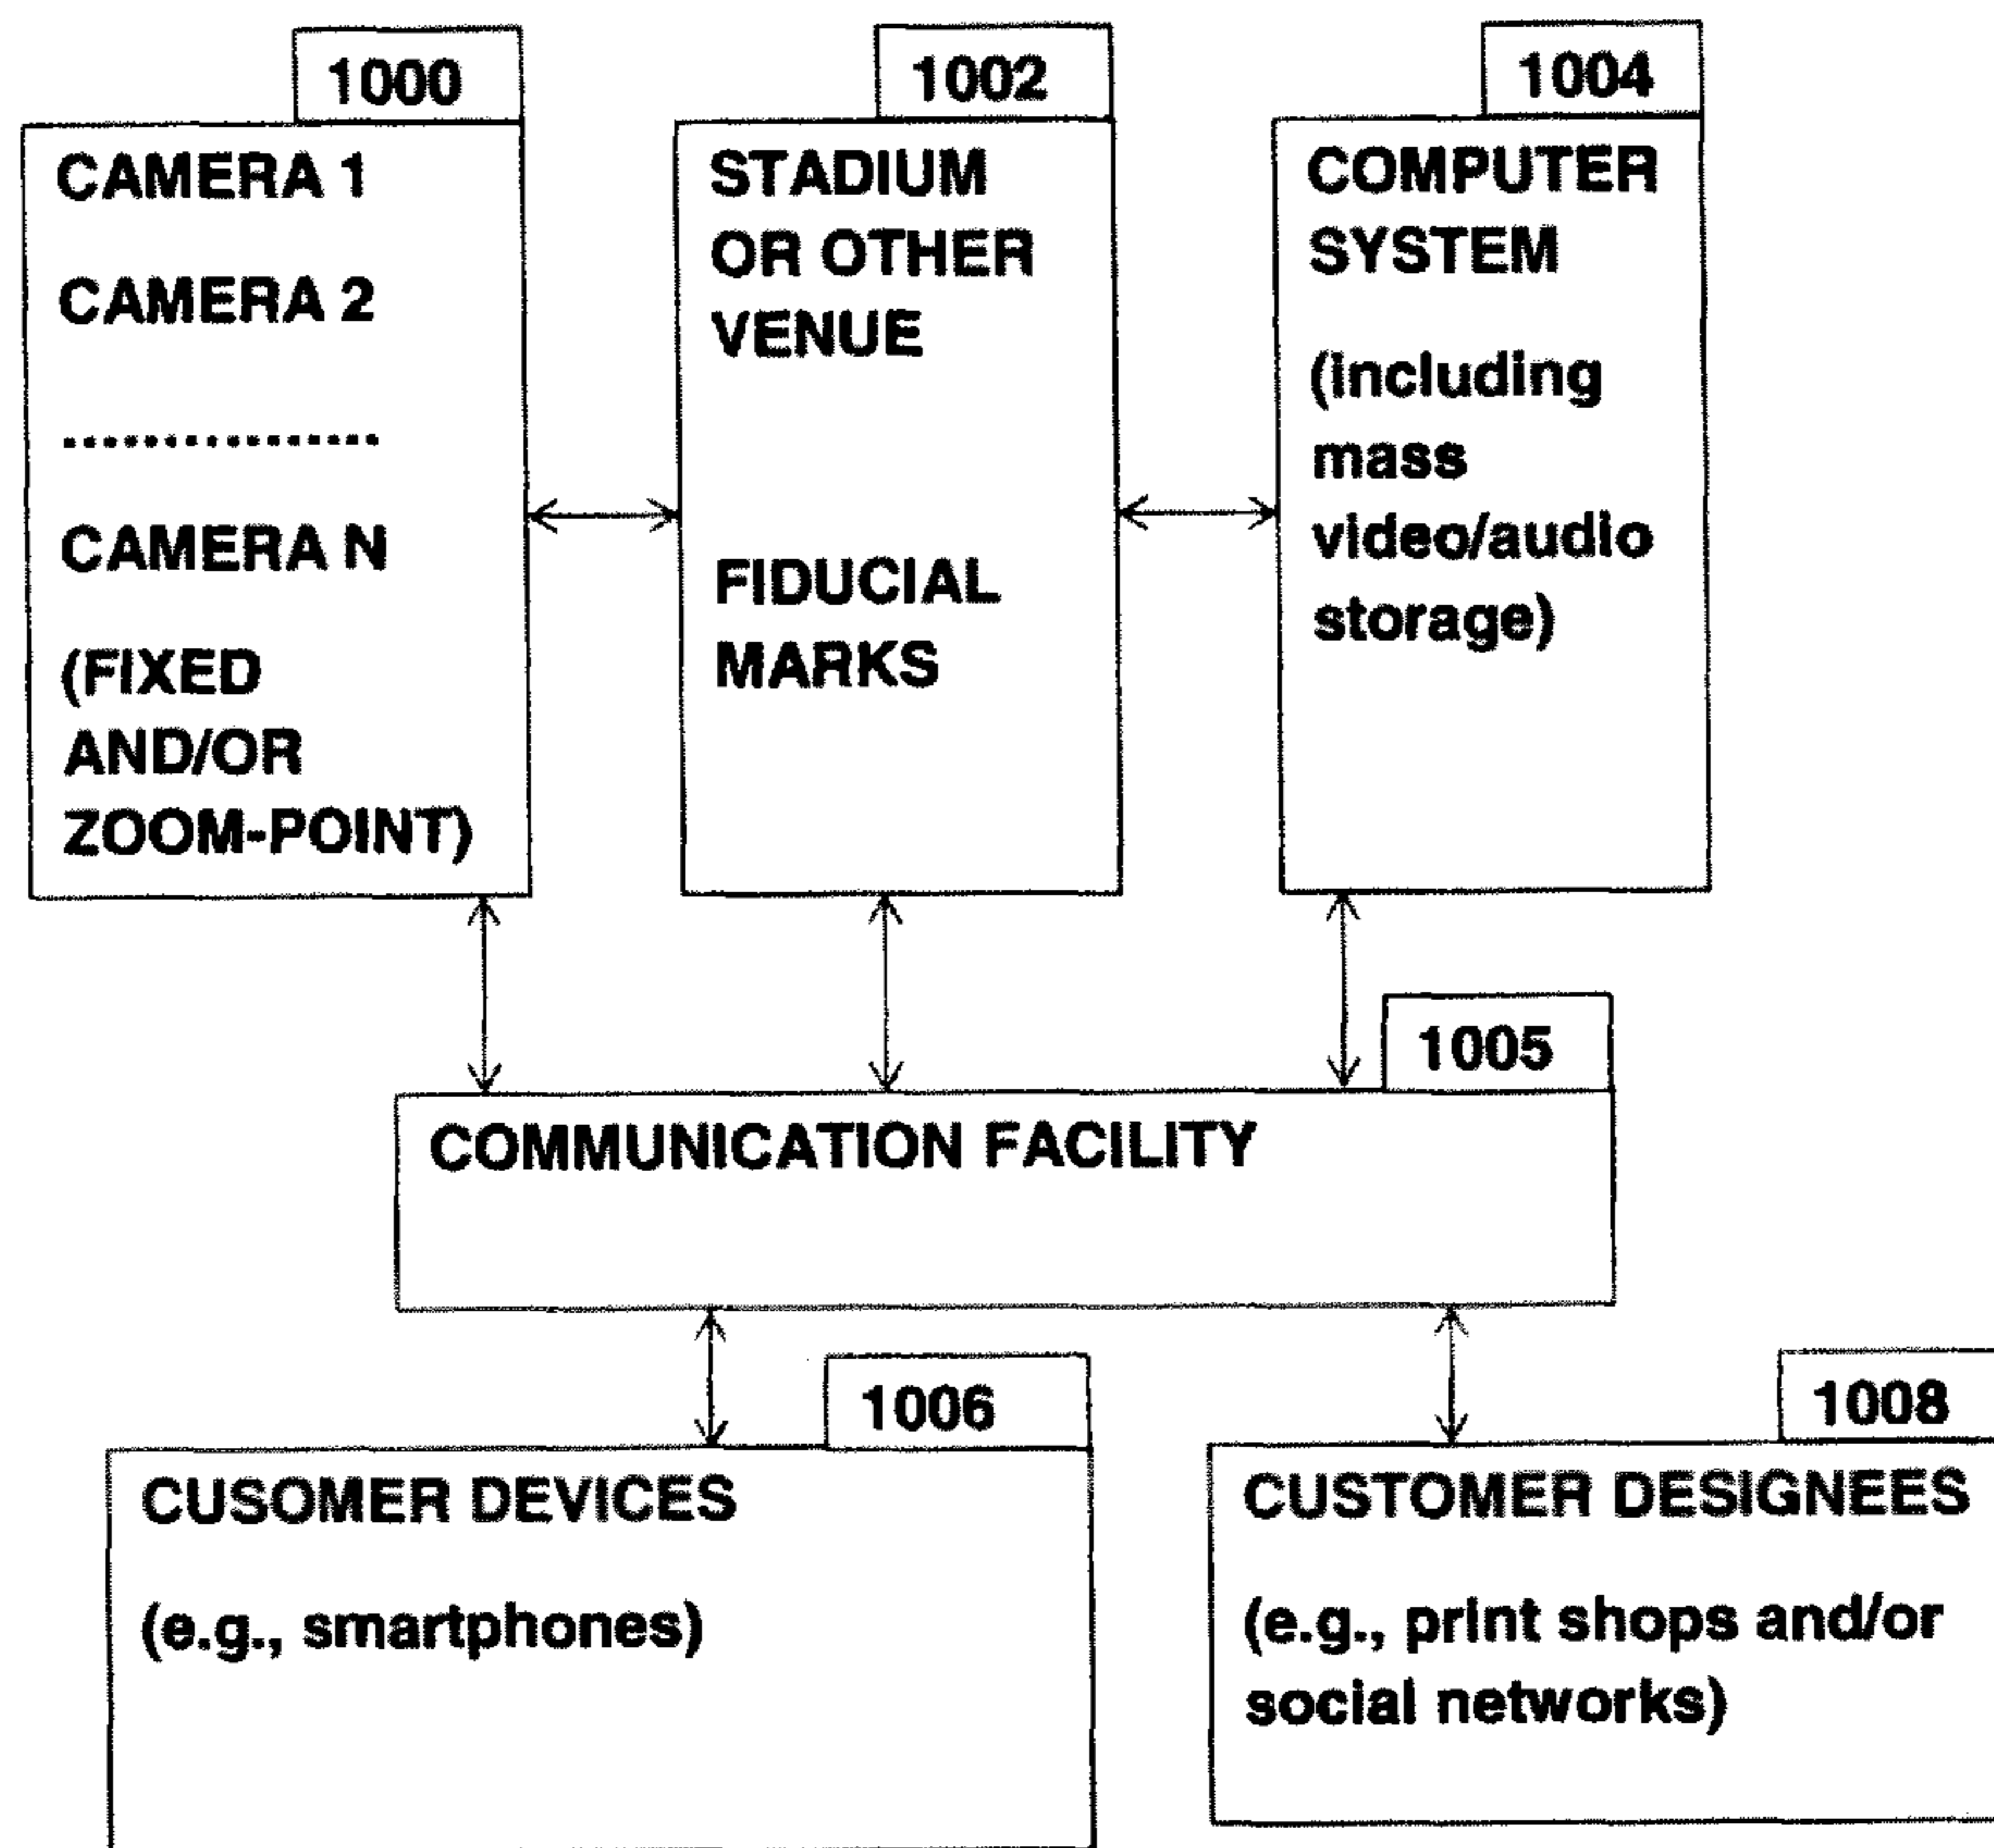 1000
CAMERA 1
CAMERA 2
................
CAMERA N
(FIXED
AND/OR
ZOOM-POINT)
1002
STADIUM
OR OTHER
VENUE
FIDUCIAL
MARKS
1004
COMPUTER
SYSTEM
(including
mass
video/audio
storage)
1005
COMMUNICATION FACILITY
1006
CUSOMER DEVICES
(e.g., smartphones)
1008
CUSTOMER DESIGNEES
(e.g., print shops and/or
social networks)